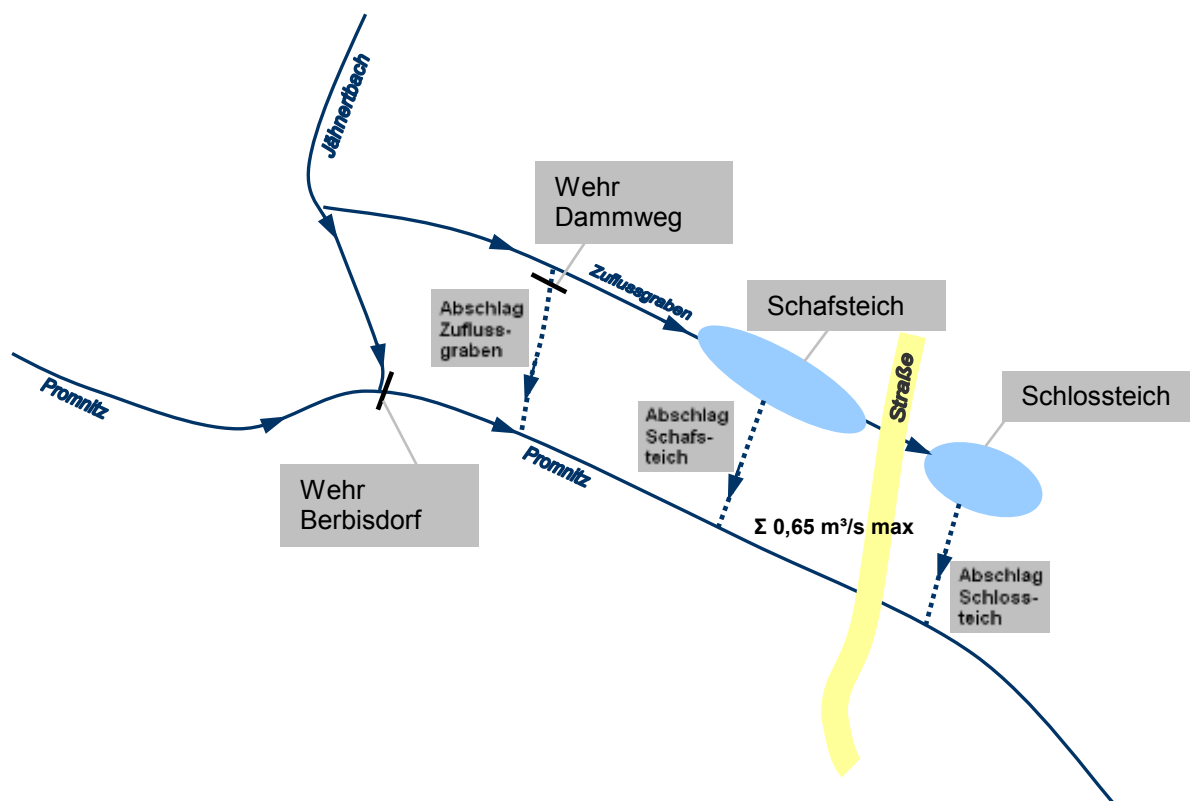 Jähnertbach
Wehr
Dammweg
Zuflussgraben
Abschlag
Zufluss-
graben
Schafsteich
Straße
Schlossteich
Promnitz
Abschlag
Schafs-
teich
Promnitz
Wehr
Berbisdorf
Σ 0,65 m³/s max
Abschlag
Schloss-
teich